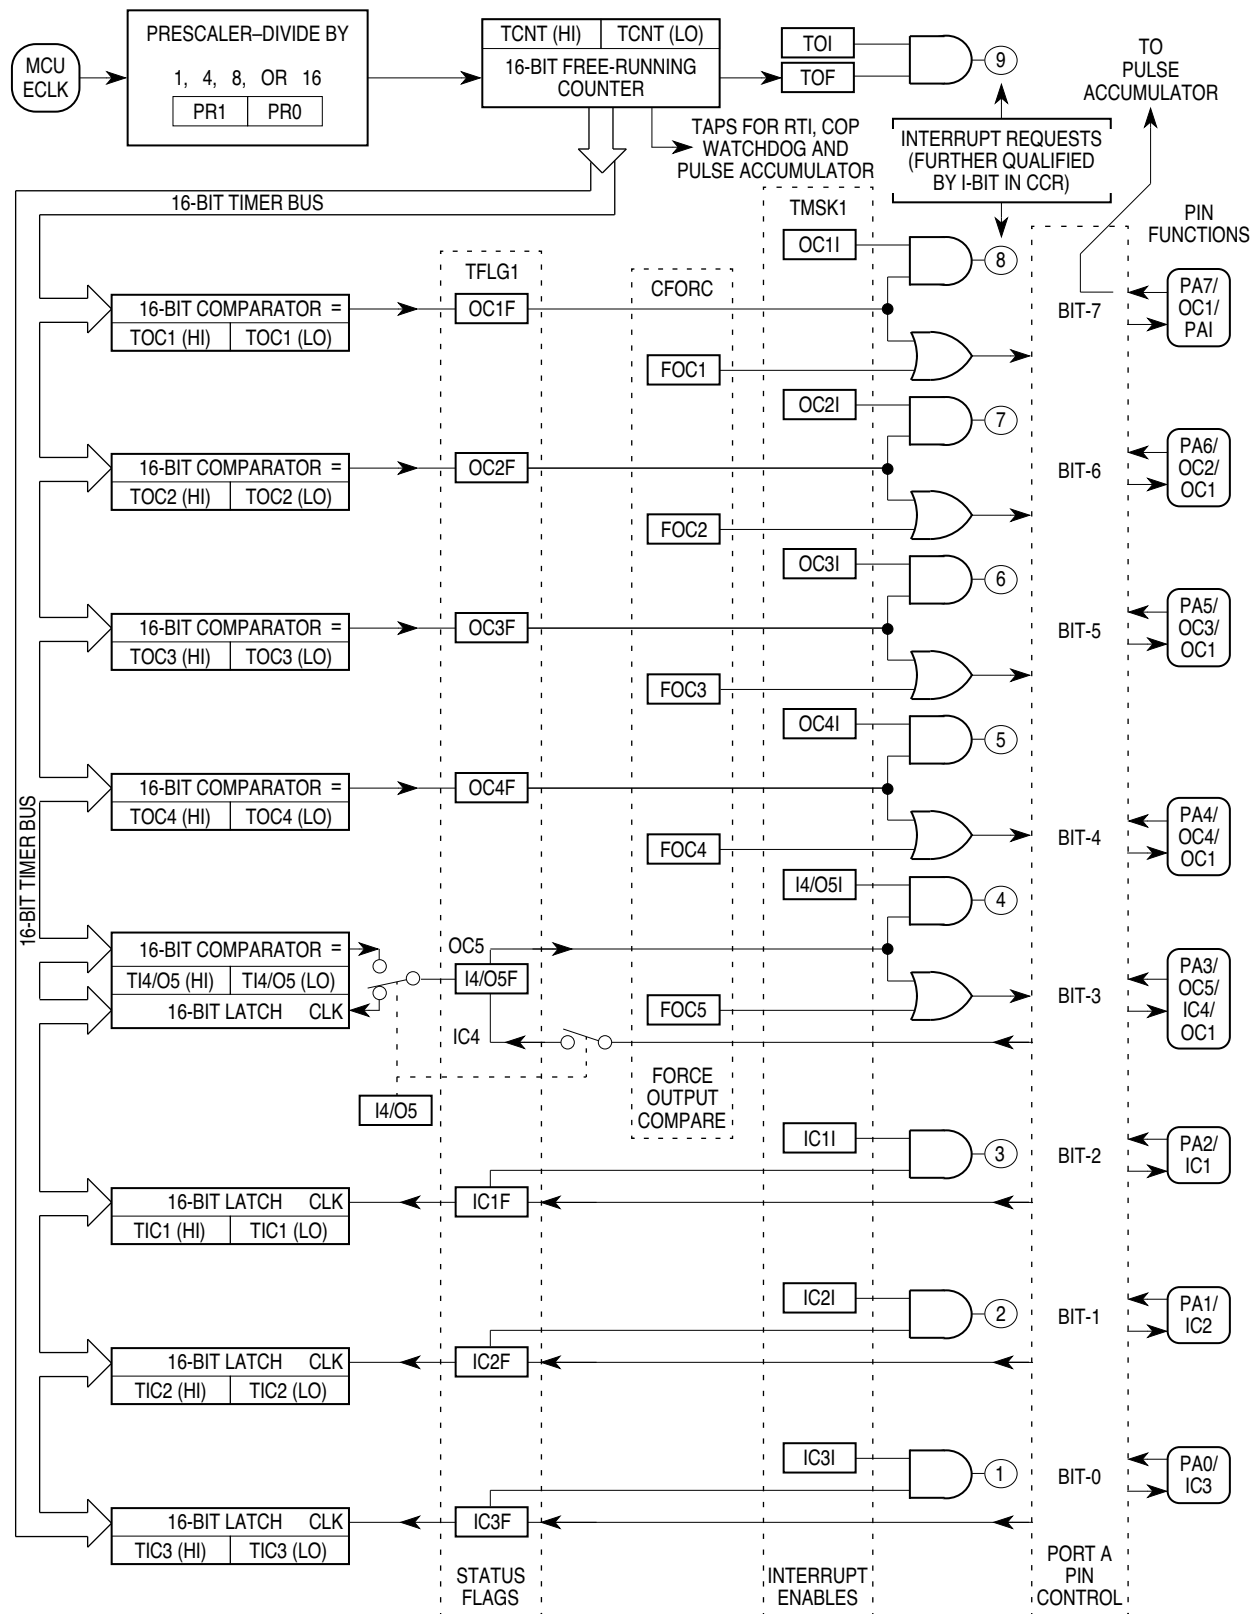 MCU
ECLK
PRESCALER–DIVIDE BY
1, 4, 8, OR 16
PR1 PR0
TCNT (HI) TCNT (LO)
16-BIT FREE-RUNNING
COUNTER
TOI
TOF
9
TO
PULSE
ACCUMULATOR
TAPS FOR RTI, COP
WATCHDOG AND
PULSE ACCUMULATOR
INTERRUPT REQUESTS
(FURTHER QUALIFIED
BY I-BIT IN CCR)
16-BIT TIMER BUS
16-BIT TIMER BUS
TFLG1
CFORC
TMSK1
PIN
FUNCTIONS
OC1I
8
16-BIT COMPARATOR =
TOC1 (HI) TOC1 (LO)
OC1F
FOC1
BIT-7
PA7/
OC1/
PAI
OC2I
7
16-BIT COMPARATOR =
TOC2 (HI) TOC2 (LO)
OC2F
FOC2
BIT-6
PA6/
OC2/
OC1
OC3I
6
16-BIT COMPARATOR =
TOC3 (HI) TOC3 (LO)
OC3F
FOC3
BIT-5
PA5/
OC3/
OC1
OC4I
5
16-BIT COMPARATOR =
TOC4 (HI) TOC4 (LO)
OC4F
FOC4
BIT-4
PA4/
OC4/
OC1
I4/O5I
4
16-BIT COMPARATOR =
TI4/O5 (HI) TI4/O5 (LO)
16-BIT LATCH CLK
OC5
I4/O5F
IC4
FOC5
BIT-3
PA3/
OC5/
IC4/
OC1
I4/O5
FORCE
OUTPUT
COMPARE
IC1I
3
16-BIT LATCH CLK
TIC1 (HI) TIC1 (LO)
IC1F
BIT-2
PA2/
IC1
IC2I
2
16-BIT LATCH CLK
TIC2 (HI) TIC2 (LO)
IC2F
BIT-1
PA1/
IC2
IC3I
1
16-BIT LATCH CLK
TIC3 (HI) TIC3 (LO)
IC3F
BIT-0
PA0/
IC3
STATUS
FLAGS
INTERRUPT
ENABLES
PORT A
PIN
CONTROL